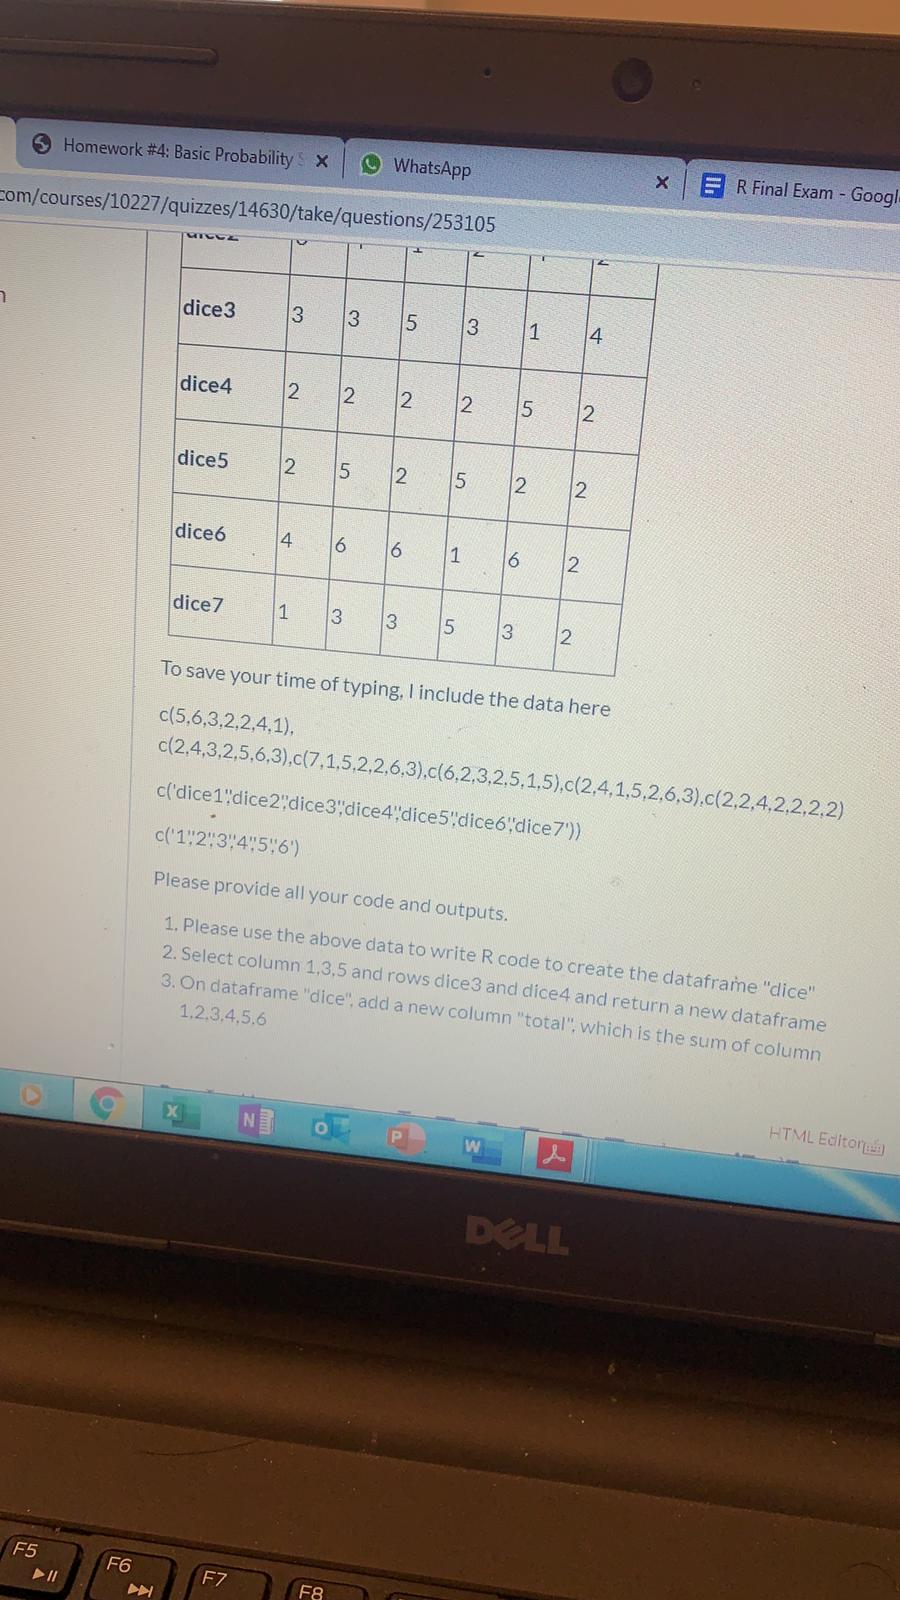 Homework #4: Basic Probability S
WhatsApp
R Final Exam - Google
com/courses/10227/quizzes/14630/take/questions/253105
dice2
dice3 3 3 5 3 1 4
dice4 2 2 2 2 5 2
dice5 2 5 2 5 2 2
dice6 4 6 6 1 6 2
dice7 1 3 3 5 3 2
To save your time of typing, I include the data here
c(5,6,3,2,2,4,1),
c(2,4,3,2,5,6,3),c(7,1,5,2,2,6,3),c(6,2,3,2,5,1,5),c(2,4,1,5,2,6,3),c(2,2,4,2,2,2,2)
c('dice1','dice2','dice3','dice4','dice5','dice6','dice7'))
c('1','2','3','4','5','6')
Please provide all your code and outputs.
1. Please use the above data to write R code to create the dataframe "dice"
2. Select column 1,3,5 and rows dice3 and dice4 and return a new dataframe
3. On dataframe "dice", add a new column "total", which is the sum of column
1,2,3,4,5,6
HTML Editor
DELL
F5
F6
F7
F8